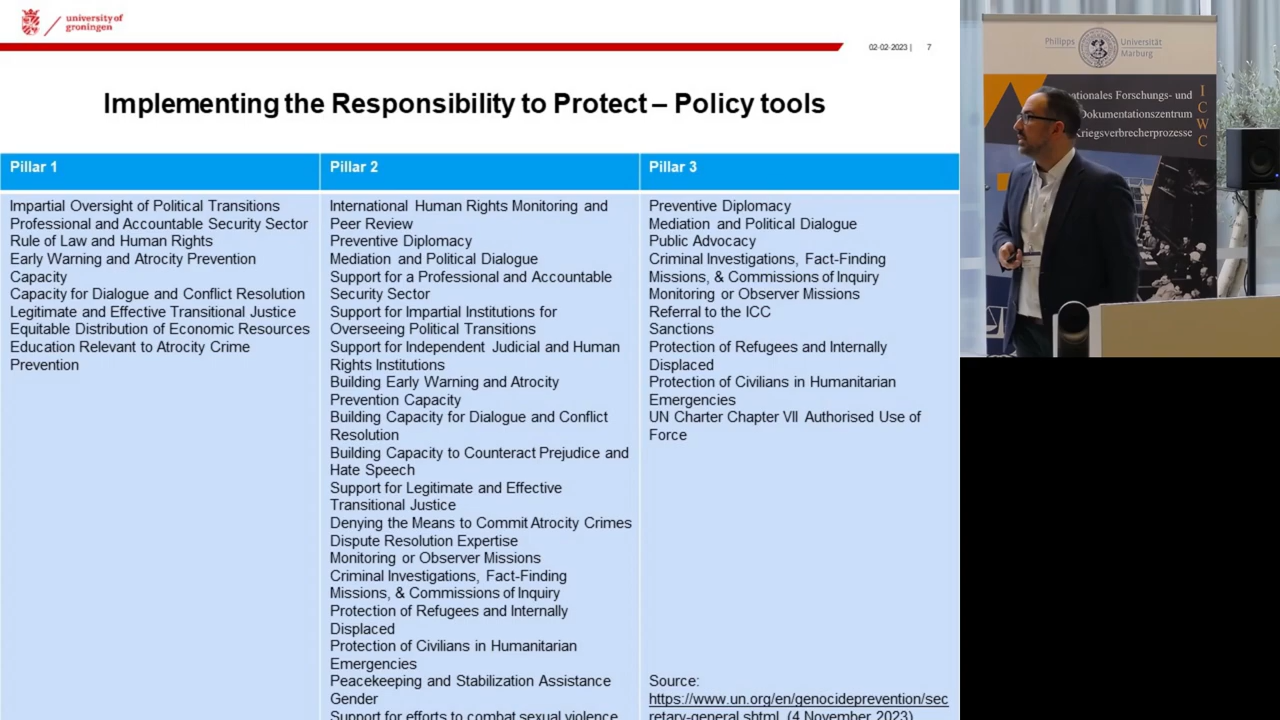 university of
groningen
02-02-2023 | 7
Implementing the Responsibility to Protect – Policy tools
Pillar 1
Impartial Oversight of Political Transitions
Professional and Accountable Security Sector
Rule of Law and Human Rights
Early Warning and Atrocity Prevention
Capacity
Capacity for Dialogue and Conflict Resolution
Legitimate and Effective Transitional Justice
Equitable Distribution of Economic Resources
Education Relevant to Atrocity Crime
Prevention
Pillar 2
International Human Rights Monitoring and
Peer Review
Preventive Diplomacy
Mediation and Political Dialogue
Support for a Professional and Accountable
Security Sector
Support for Impartial Institutions for
Overseeing Political Transitions
Support for Independent Judicial and Human
Rights Institutions
Building Early Warning and Atrocity
Prevention Capacity
Building Capacity for Dialogue and Conflict
Resolution
Building Capacity to Counteract Prejudice and
Hate Speech
Support for Legitimate and Effective
Transitional Justice
Denying the Means to Commit Atrocity Crimes
Dispute Resolution Expertise
Monitoring or Observer Missions
Criminal Investigations, Fact-Finding
Missions, & Commissions of Inquiry
Protection of Refugees and Internally
Displaced
Protection of Civilians in Humanitarian
Emergencies
Peacekeeping and Stabilization Assistance
Gender
Support for efforts to combat sexual violence
Pillar 3
Preventive Diplomacy
Mediation and Political Dialogue
Public Advocacy
Criminal Investigations, Fact-Finding
Missions, & Commissions of Inquiry
Monitoring or Observer Missions
Referral to the ICC
Sanctions
Protection of Refugees and Internally
Displaced
Protection of Civilians in Humanitarian
Emergencies
UN Charter Chapter VII Authorised Use of
Force
Source:
https://www.un.org/en/genocideprevention/sec
retary-general.shtml (4 November 2023)
Philipps Universität
Marburg
Forschungs- und
Dokumentationszentrum
Kriegsverbrecherprozesse
I
C
W
C